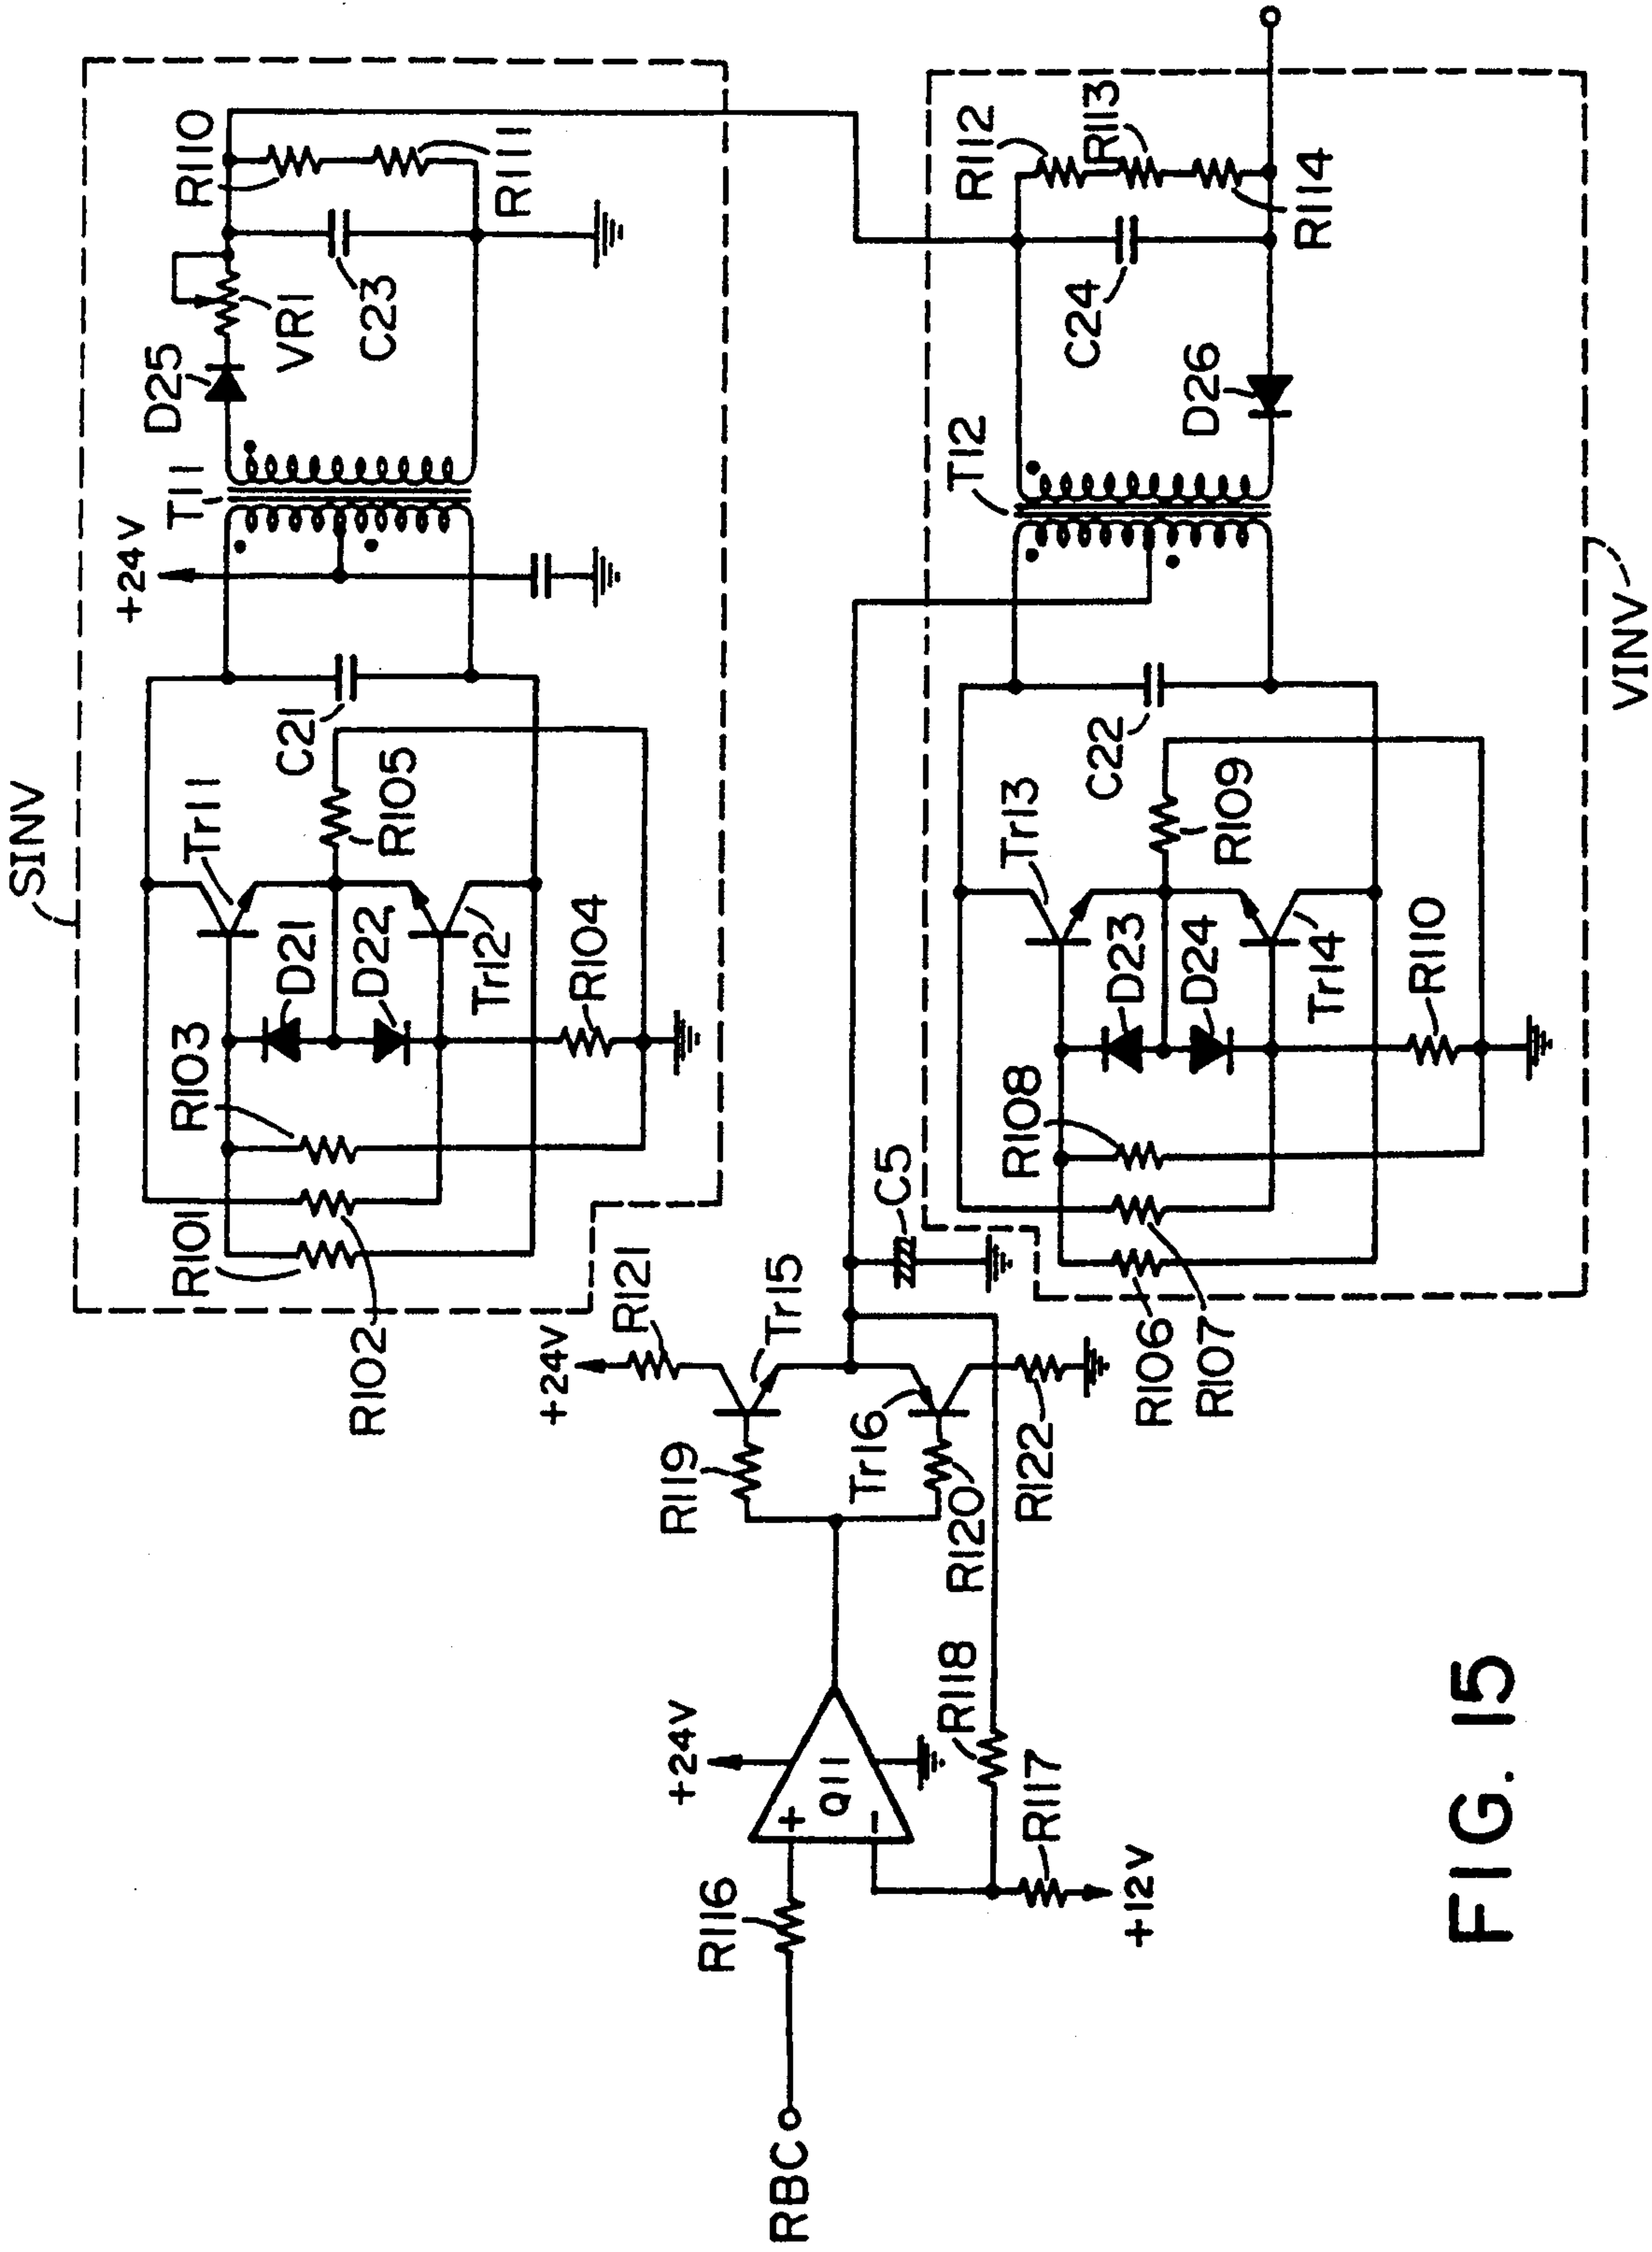 SINV
+24V
T11
D25
R110
Tr11
R103
D21
C21
VR1
R101
D22
R105
C23
R111
R102
Tr12
R104
+24V
R121
RBC
R116
+24V
Q11
+
−
R119
Tr15
Tr16
C5
T12
R112
R118
R120
R108
D23
Tr13
R113
R117
R122
C22
C24
+12V
R106
R107
D24
R109
D26
R114
Tr14
R110
VINV
FIG. 15